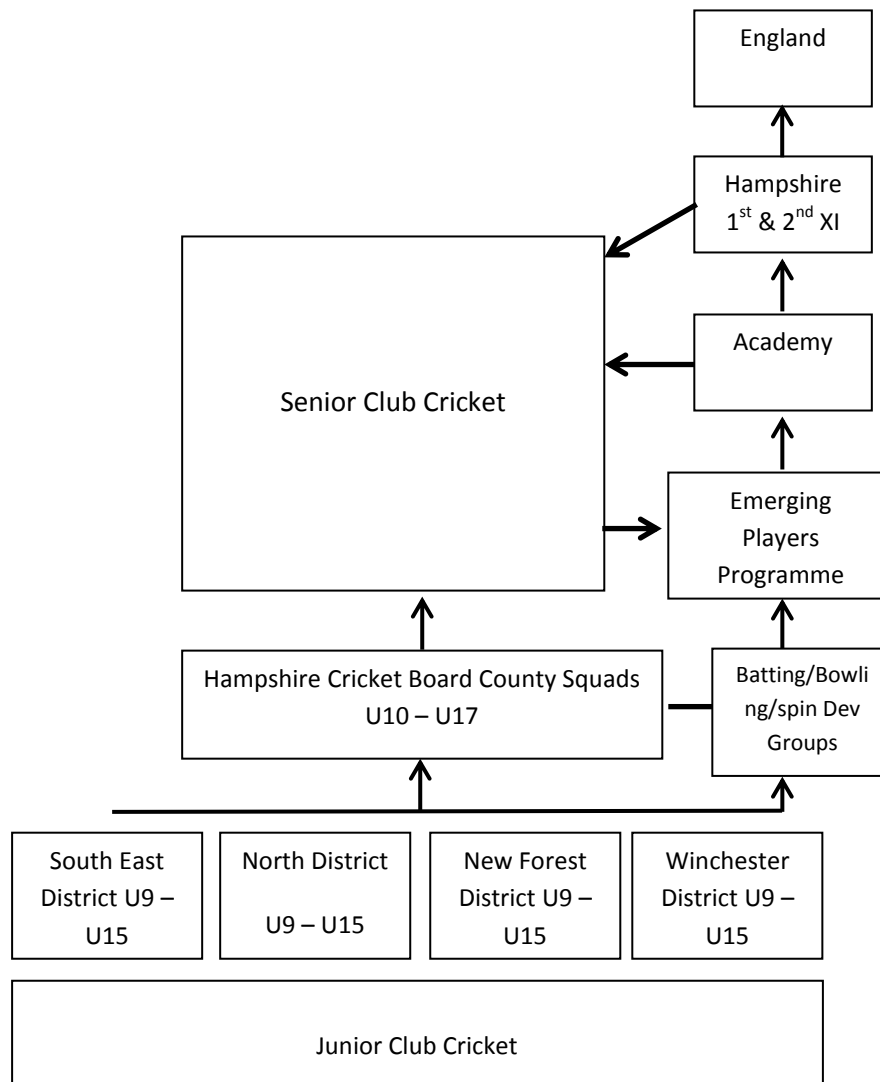 England
Hampshire
1st & 2nd XI
Academy
Senior Club Cricket
Emerging
Players
Programme
Hampshire Cricket Board County Squads
U10 – U17
Batting/Bowli
ng/spin Dev
Groups
South East
District U9 –
U15
North District
U9 – U15
New Forest
District U9 –
U15
Winchester
District U9 –
U15
Junior Club Cricket